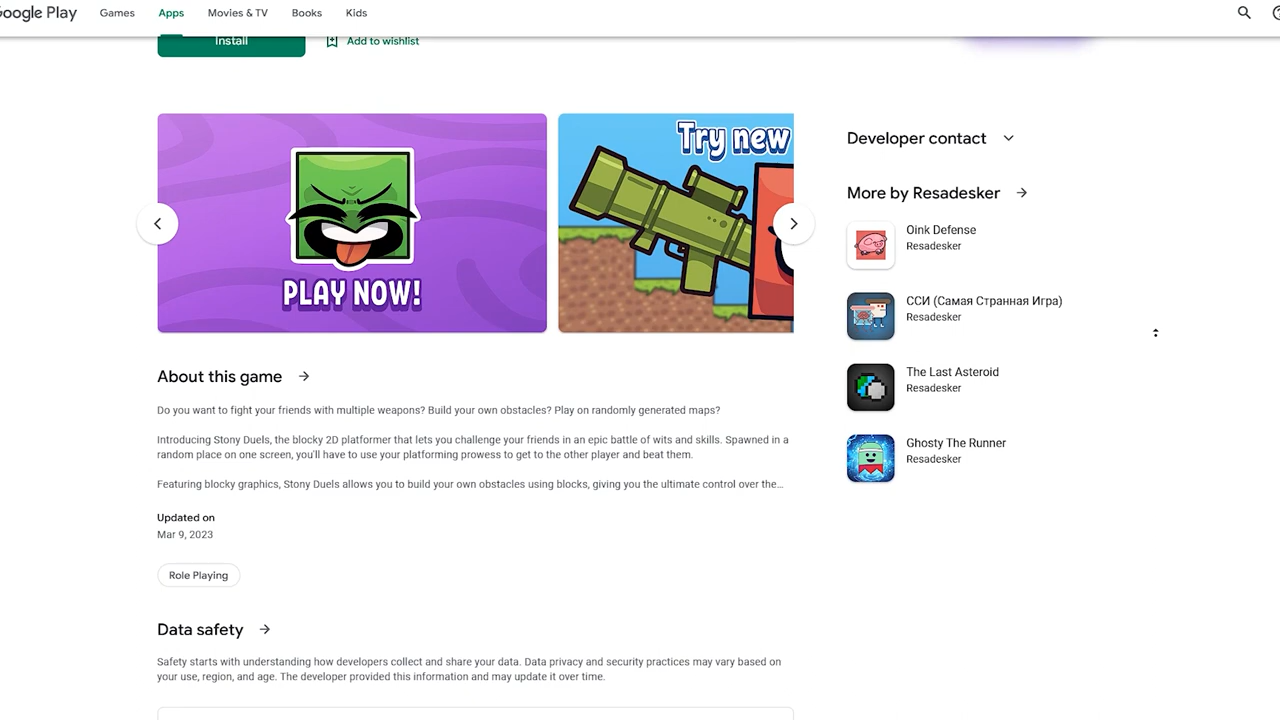 Google Play
Games
Apps
Movies & TV
Books
Kids
Install
Add to wishlist
PLAY NOW!
Try new
About this game
Do you want to fight your friends with multiple weapons? Build your own obstacles? Play on randomly generated maps?
Introducing Stony Duels, the blocky 2D platformer that lets you challenge your friends in an epic battle of wits and skills. Spawned in a
random place on one screen, you'll have to use your platforming prowess to get to the other player and beat them.
Featuring blocky graphics, Stony Duels allows you to build your own obstacles using blocks, giving you the ultimate control over the…
Updated on
Mar 9, 2023
Role Playing
Data safety
Safety starts with understanding how developers collect and share your data. Data privacy and security practices may vary based on
your use, region, and age. The developer provided this information and may update it over time.
Developer contact
More by Resadesker
Oink Defense
Resadesker
ССИ (Самая Странная Игра)
Resadesker
The Last Asteroid
Resadesker
Ghosty The Runner
Resadesker